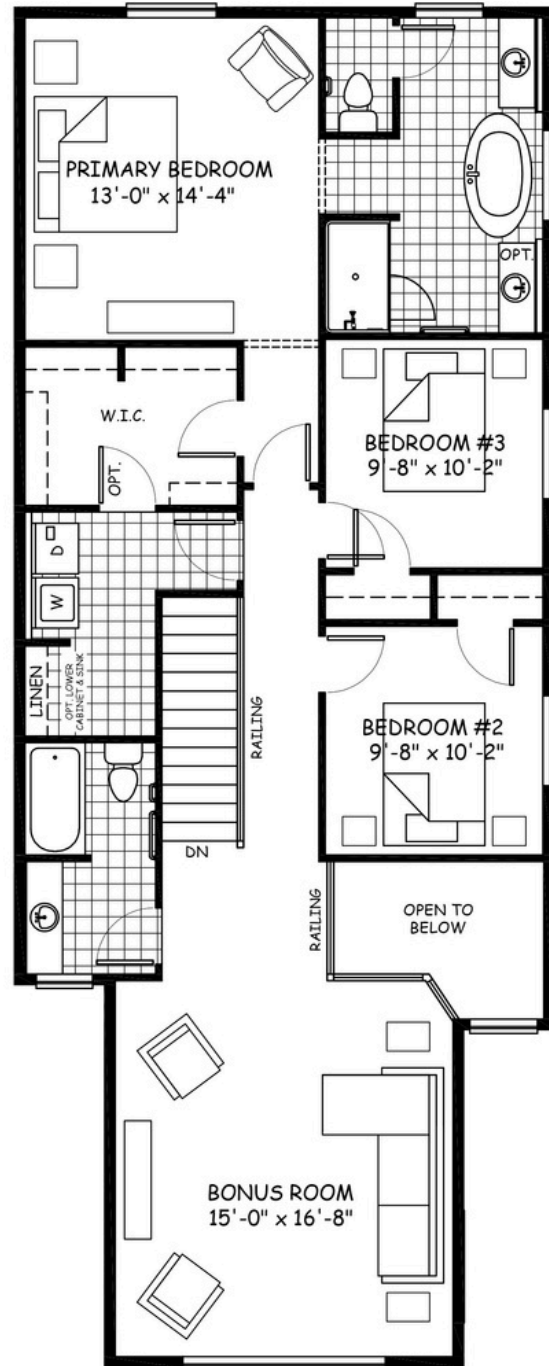 PRIMARY BEDROOM
13'-0" x 14'-4"
OPT.
W.I.C.
OPT.
BEDROOM #3
9'-8" x 10'-2"
D
W
LINEN
OPT. LOWER
CABINET & SINK
RAILING
BEDROOM #2
9'-8" x 10'-2"
DN
RAILING
OPEN TO
BELOW
BONUS ROOM
15'-0" x 16'-8"